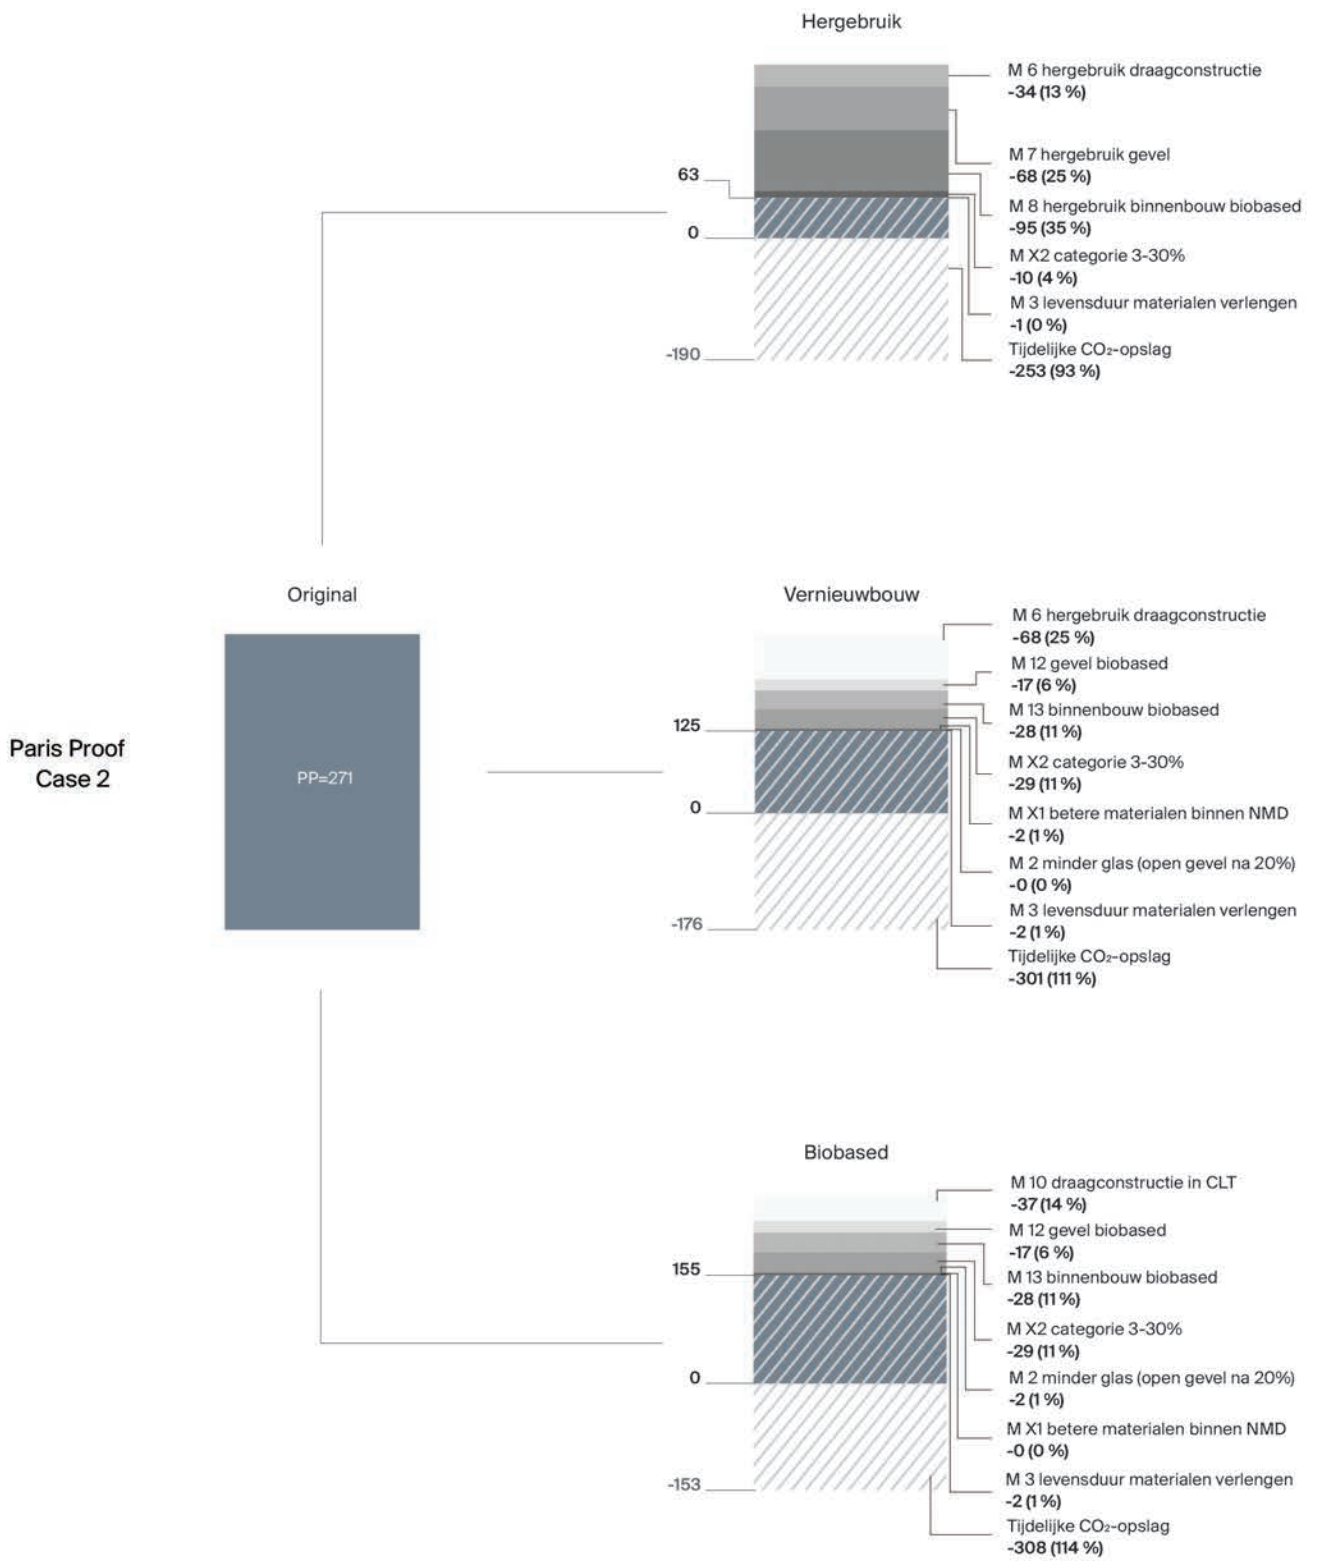 Hergebruik
M 6 hergebruik draagconstructie
-34 (13 %)
M 7 hergebruik gevel
-68 (25 %)
63
M 8 hergebruik binnenbouw biobased
-95 (35 %)
0
M X2 categorie 3-30%
-10 (4 %)
M 3 levensduur materialen verlengen
-1 (0 %)
-190
Tijdelijke CO₂-opslag
-253 (93 %)
Original
PP=271
Paris Proof
Case 2
Vernieuwbouw
M 6 hergebruik draagconstructie
-68 (25 %)
M 12 gevel biobased
-17 (6 %)
125
M 13 binnenbouw biobased
-28 (11 %)
M X2 categorie 3-30%
-29 (11 %)
0
M X1 betere materialen binnen NMD
-2 (1 %)
M 2 minder glas (open gevel na 20%)
-0 (0 %)
-176
M 3 levensduur materialen verlengen
-2 (1 %)
Tijdelijke CO₂-opslag
-301 (111 %)
Biobased
M 10 draagconstructie in CLT
-37 (14 %)
M 12 gevel biobased
-17 (6 %)
155
M 13 binnenbouw biobased
-28 (11 %)
M X2 categorie 3-30%
-29 (11 %)
0
M 2 minder glas (open gevel na 20%)
-2 (1 %)
M X1 betere materialen binnen NMD
-0 (0 %)
-153
M 3 levensduur materialen verlengen
-2 (1 %)
Tijdelijke CO₂-opslag
-308 (114 %)